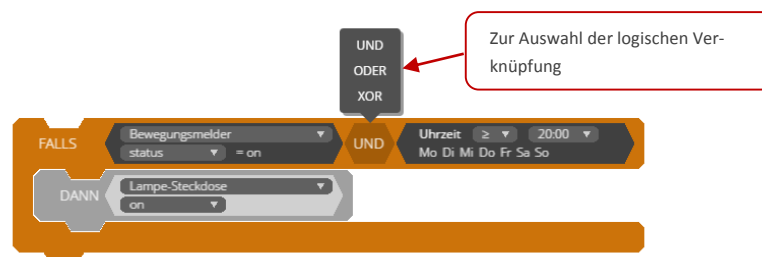 UND
ODER
XOR
Zur Auswahl der logischen Ver-
knüpfung
FALLS
Bewegungsmelder
status = on
UND
Uhrzeit ≥ 20:00
Mo Di Mi Do Fr Sa So
DANN
Lampe-Steckdose
on